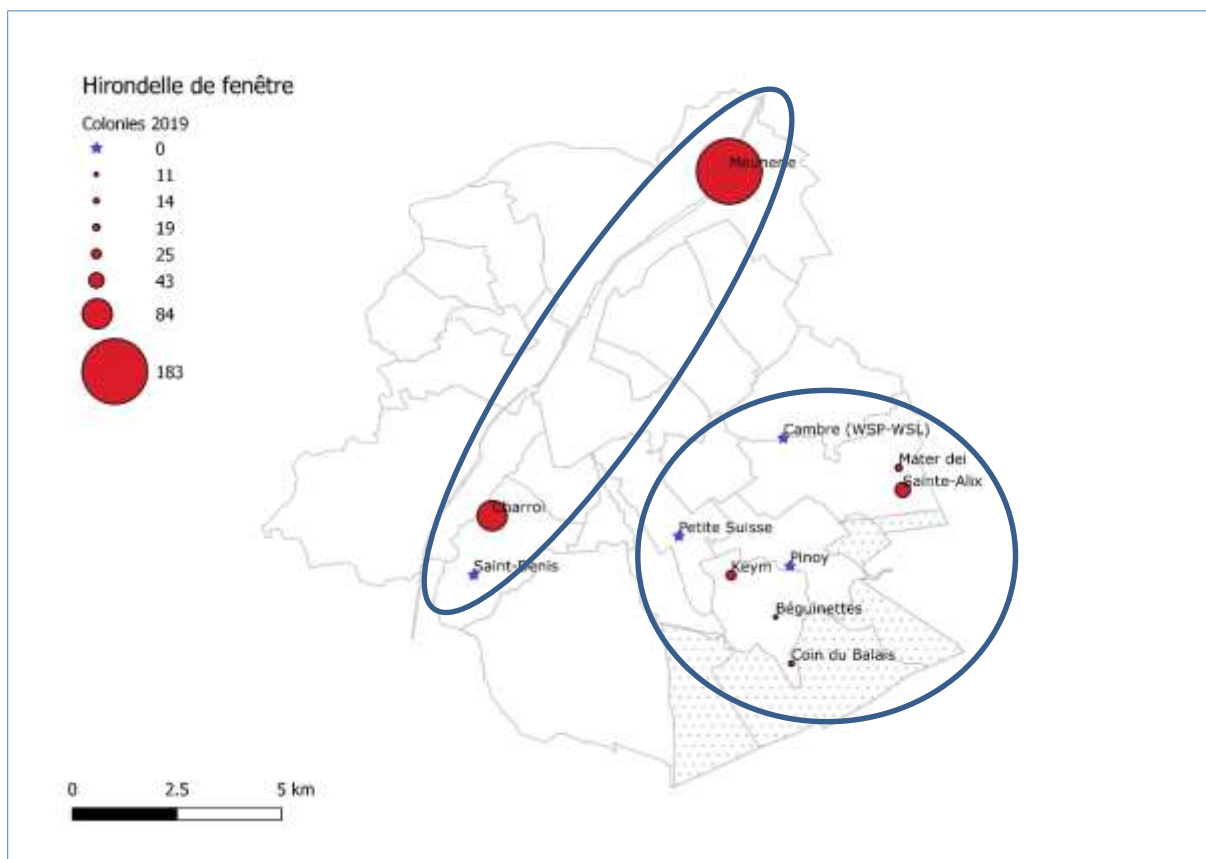 Hirondelle de fenêtre
Colonies 2019
0
11
14
19
25
43
84
183
Meunerie
Cambre (WSP-WSL)
Mater dei
Sainte-Alix
Charroi
Petite Suisse
Saint-Denis
Keym
Pinoy
Béguinettes
Coin du Balais
0 2.5 5 km